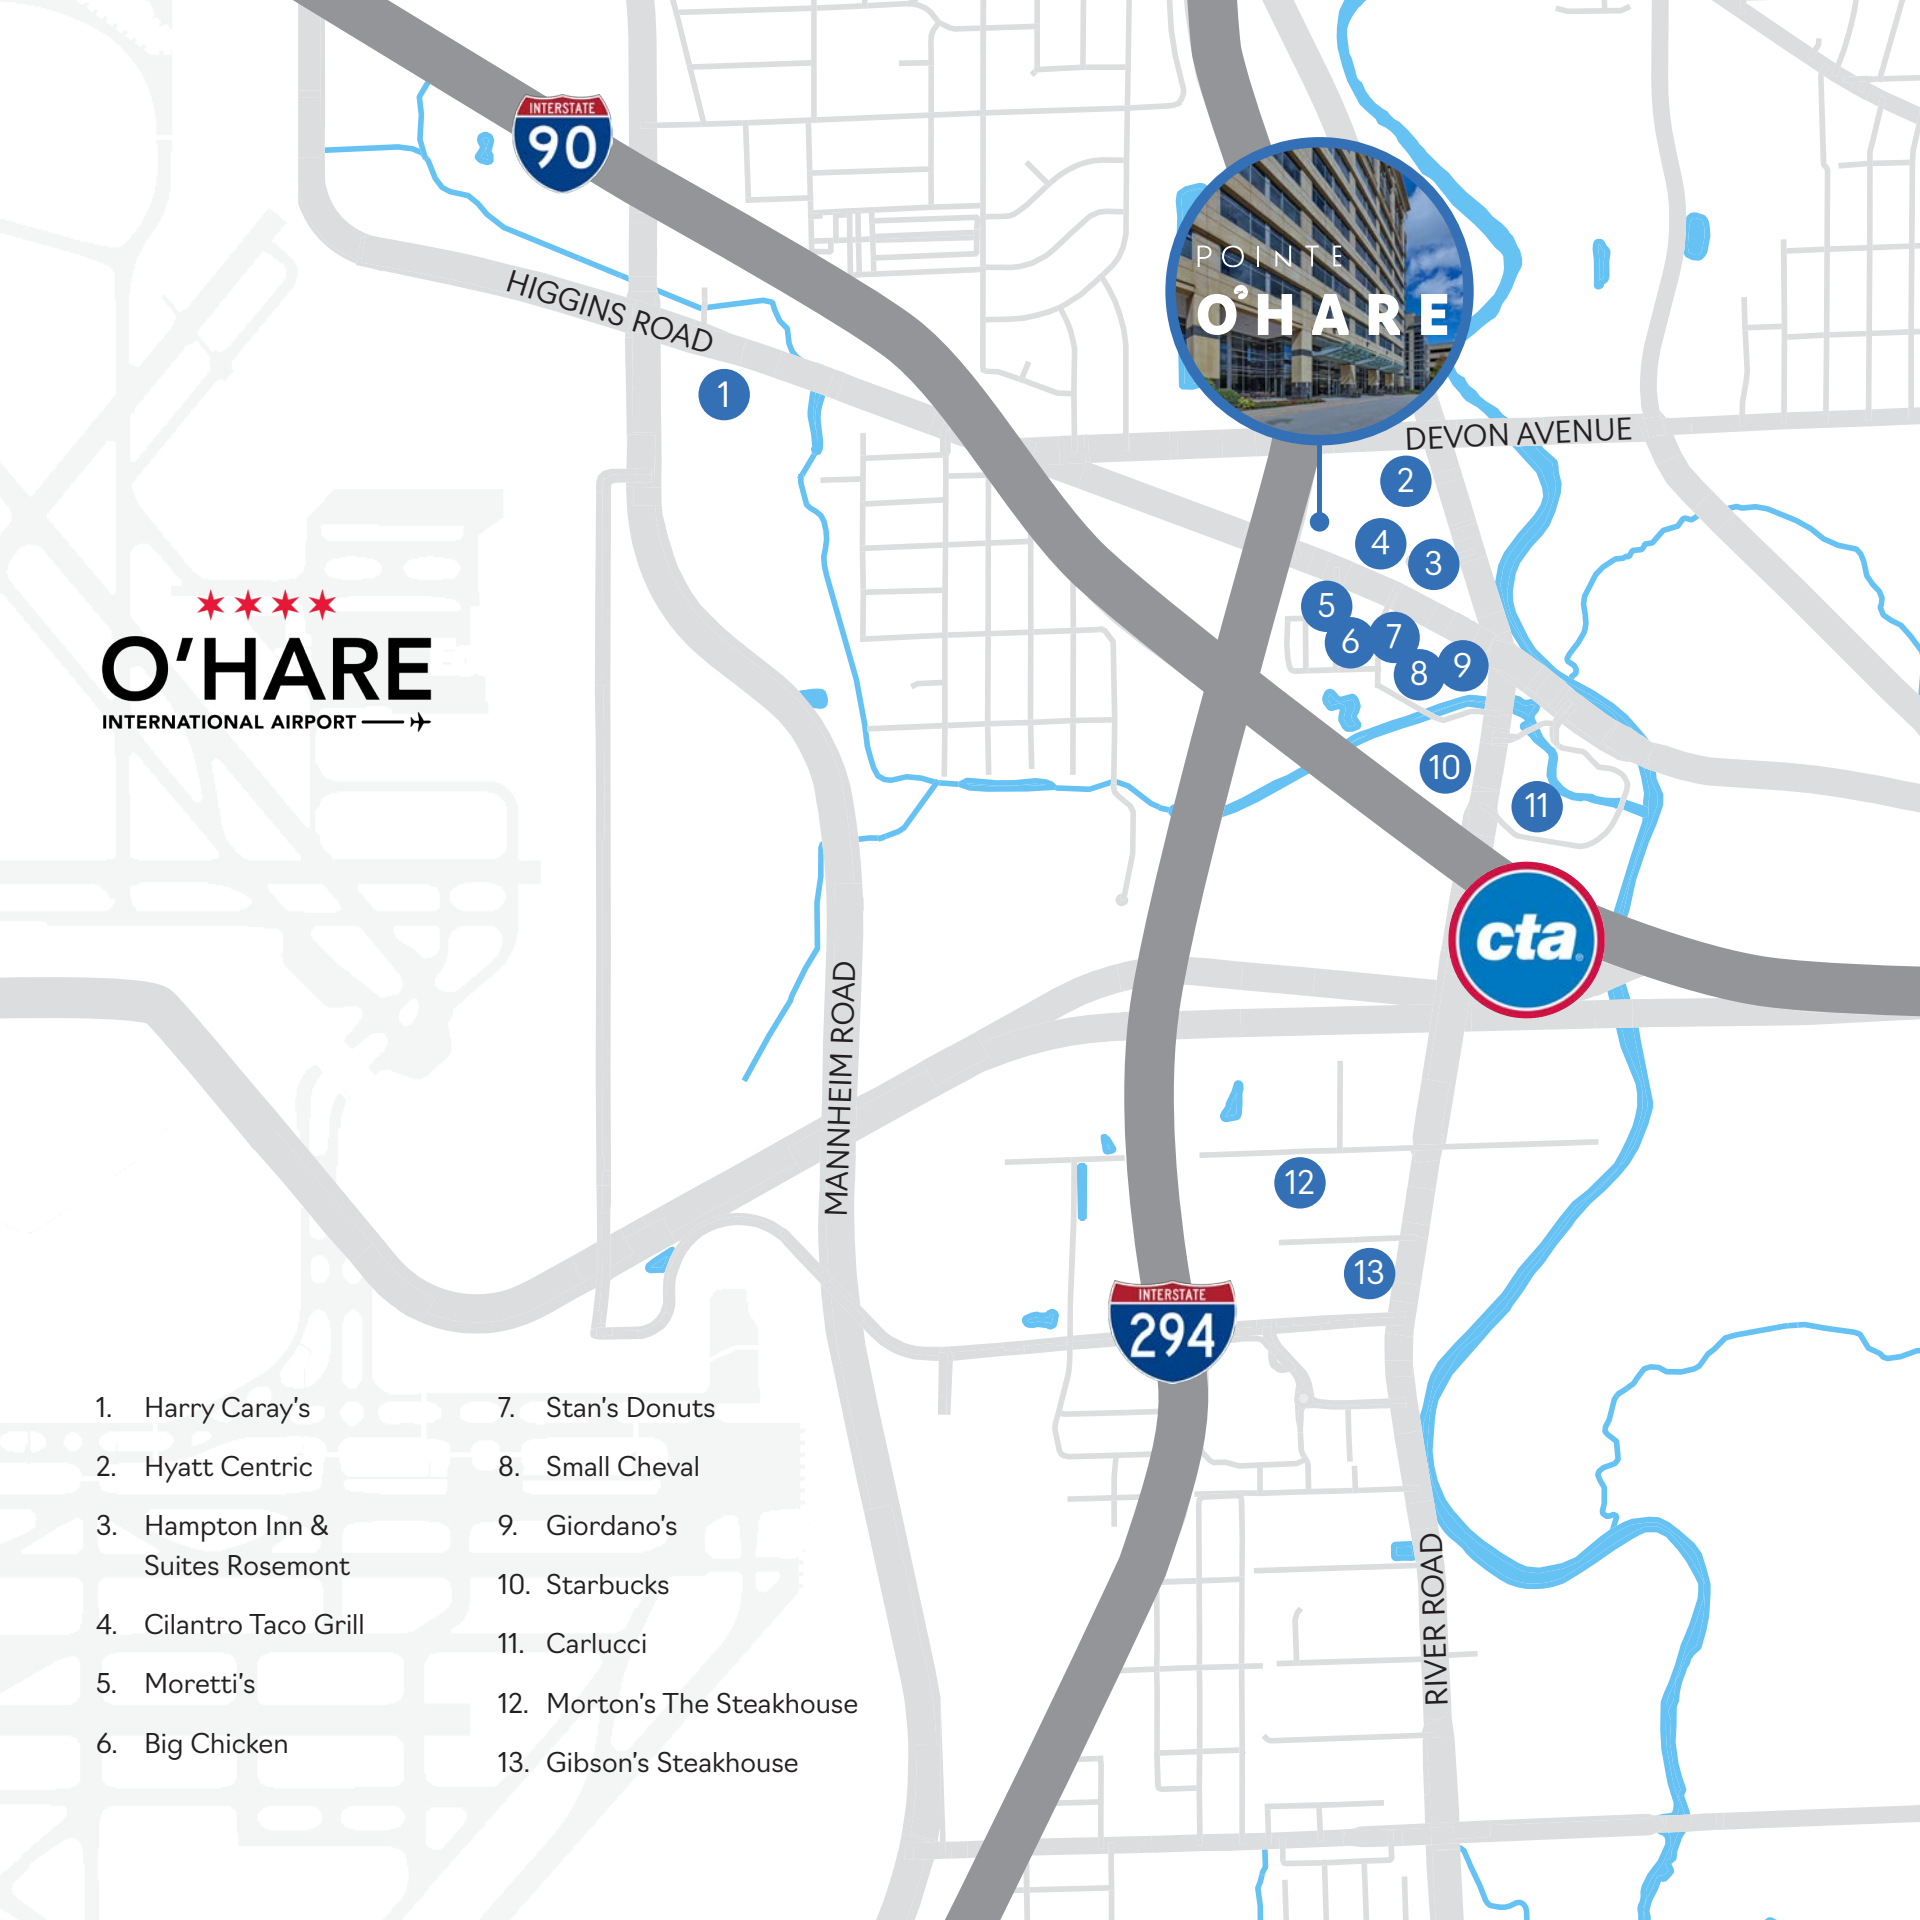 INTERSTATE
90
POINTE
O'HARE
HIGGINS ROAD
1
DEVON AVENUE
2
4
3
5
6
7
8
9
O'HARE
INTERNATIONAL AIRPORT
10
11
cta
MANNHEIM ROAD
12
13
INTERSTATE
294
RIVER ROAD
1. Harry Caray's
2. Hyatt Centric
3. Hampton Inn &
Suites Rosemont
4. Cilantro Taco Grill
5. Moretti's
6. Big Chicken
7. Stan's Donuts
8. Small Cheval
9. Giordano's
10. Starbucks
11. Carlucci
12. Morton's The Steakhouse
13. Gibson's Steakhouse